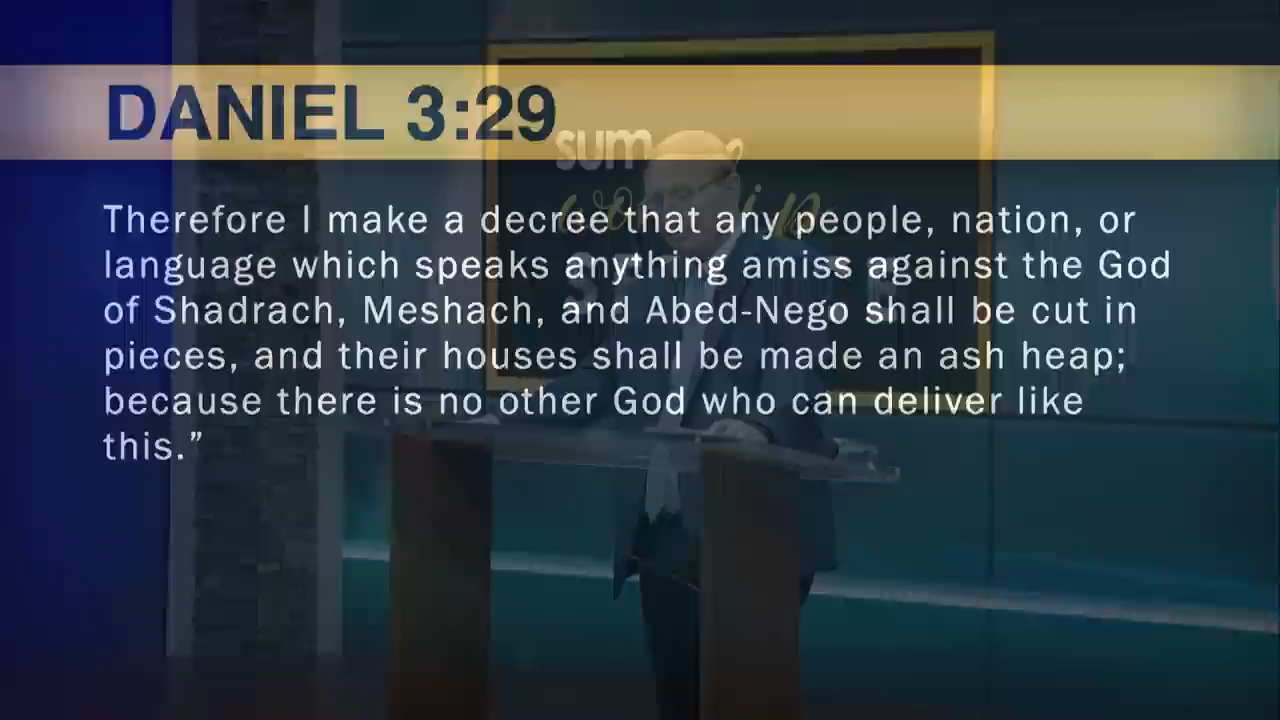 DANIEL 3:29
sum
Therefore I make a decree that any people, nation, or
language which speaks anything amiss against the God
of Shadrach, Meshach, and Abed-Nego shall be cut in
pieces, and their houses shall be made an ash heap;
because there is no other God who can deliver like
this.”